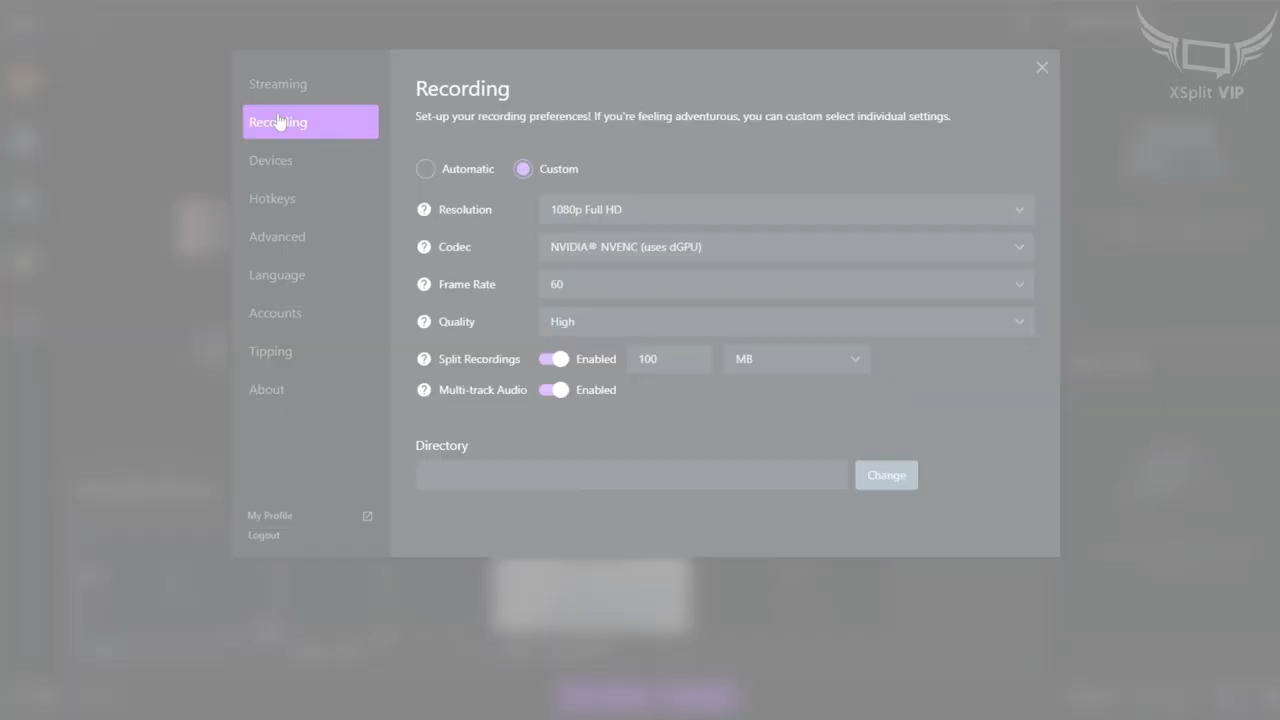 XSplit VIP
Streaming
Recording
Devices
Hotkeys
Advanced
Language
Accounts
Tipping
About
My Profile
Logout
Recording
Set-up your recording preferences! If you're feeling adventurous, you can custom select individual settings.
Automatic Custom
Resolution 1080p Full HD
Codec NVIDIA® NVENC (uses dGPU)
Frame Rate 60
Quality High
Split Recordings Enabled 100 MB
Multi-track Audio Enabled
Directory
Change